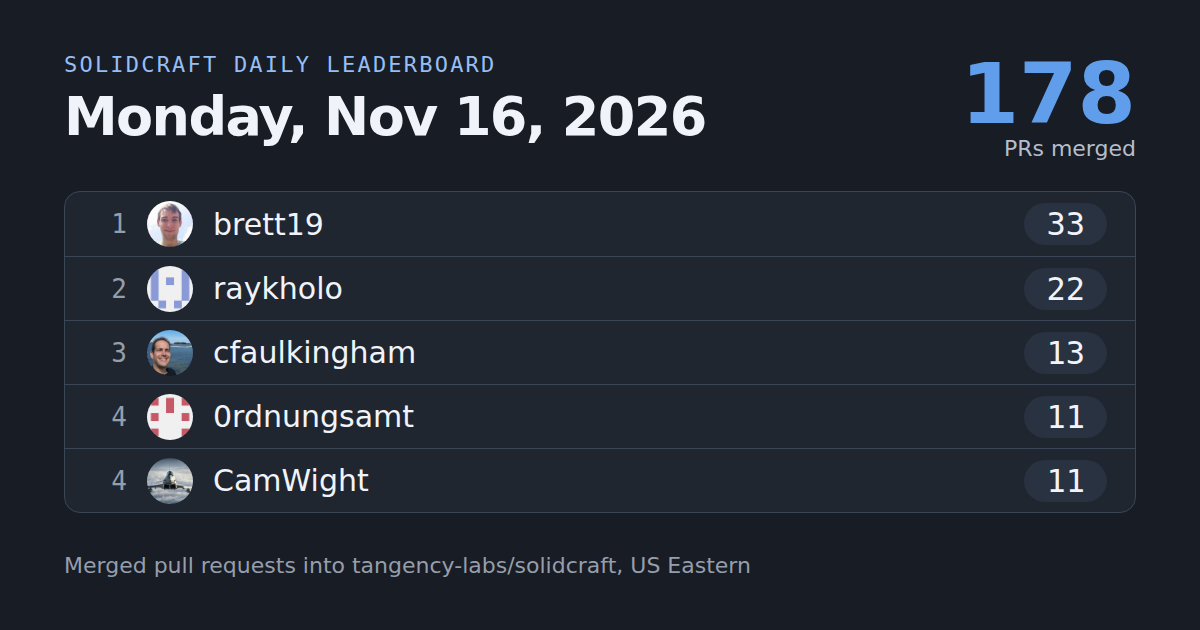 SOLIDCRAFT DAILY LEADERBOARD
Monday, Nov 16, 2026
178
PRs merged
1 brett19 33
2 raykholo 22
3 cfaulkingham 13
4 0rdnungsamt 11
4 CamWight 11
Merged pull requests into tangency-labs/solidcraft, US Eastern